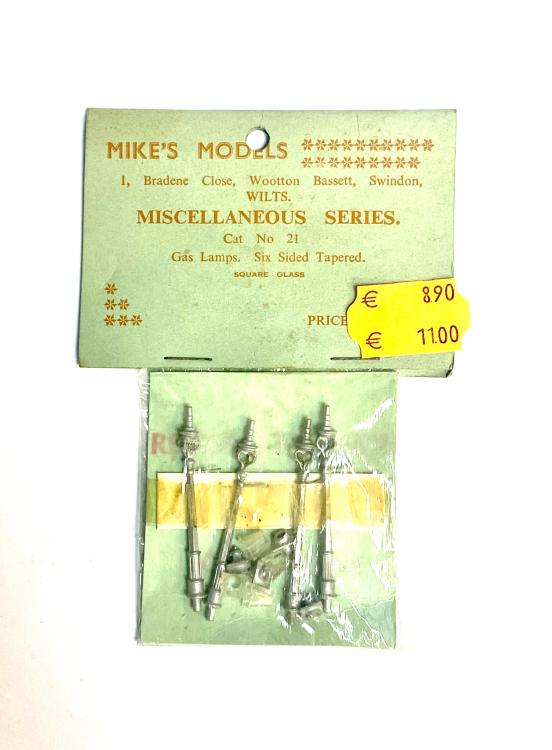 MIKE'S MODELS
1, Bradene Close, Wootton Bassett, Swindon,
WILTS.
MISCELLANEOUS SERIES.
Cat No 21
Gas Lamps. Six Sided Tapered.
SQUARE GLASS
PRICE
€ 8.90
€ 11.00